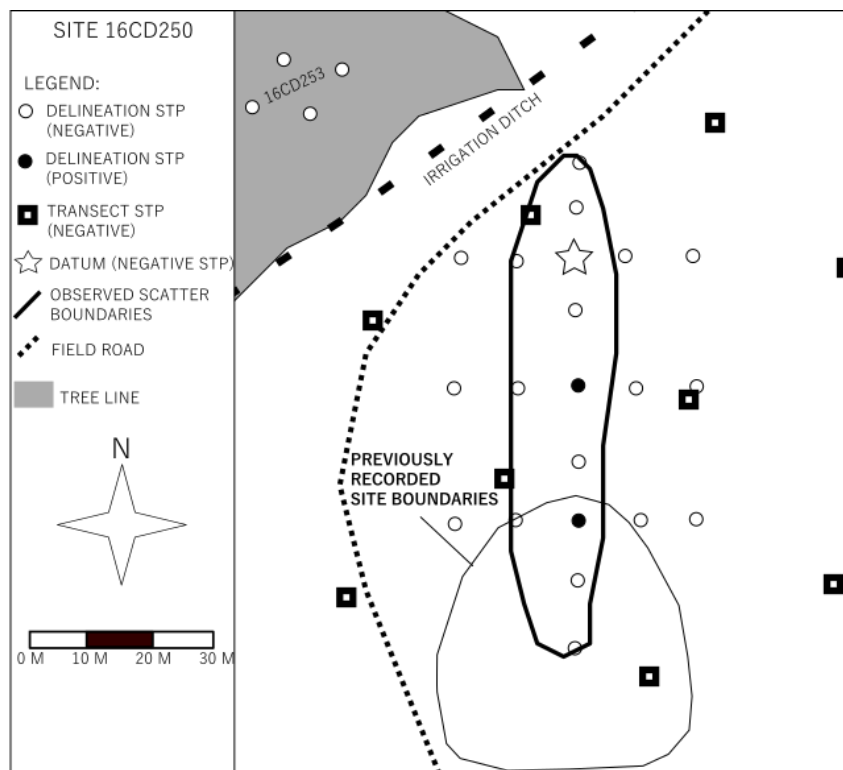 SITE 16CD250
LEGEND:
DELINEATION STP
(NEGATIVE)
DELINEATION STP
(POSITIVE)
TRANSECT STP
(NEGATIVE)
DATUM (NEGATIVE STP)
OBSERVED SCATTER
BOUNDARIES
FIELD ROAD
TREE LINE
N
0 M 10 M 20 M 30 M
16CD253
IRRIGATION DITCH
PREVIOUSLY
RECORDED
SITE BOUNDARIES